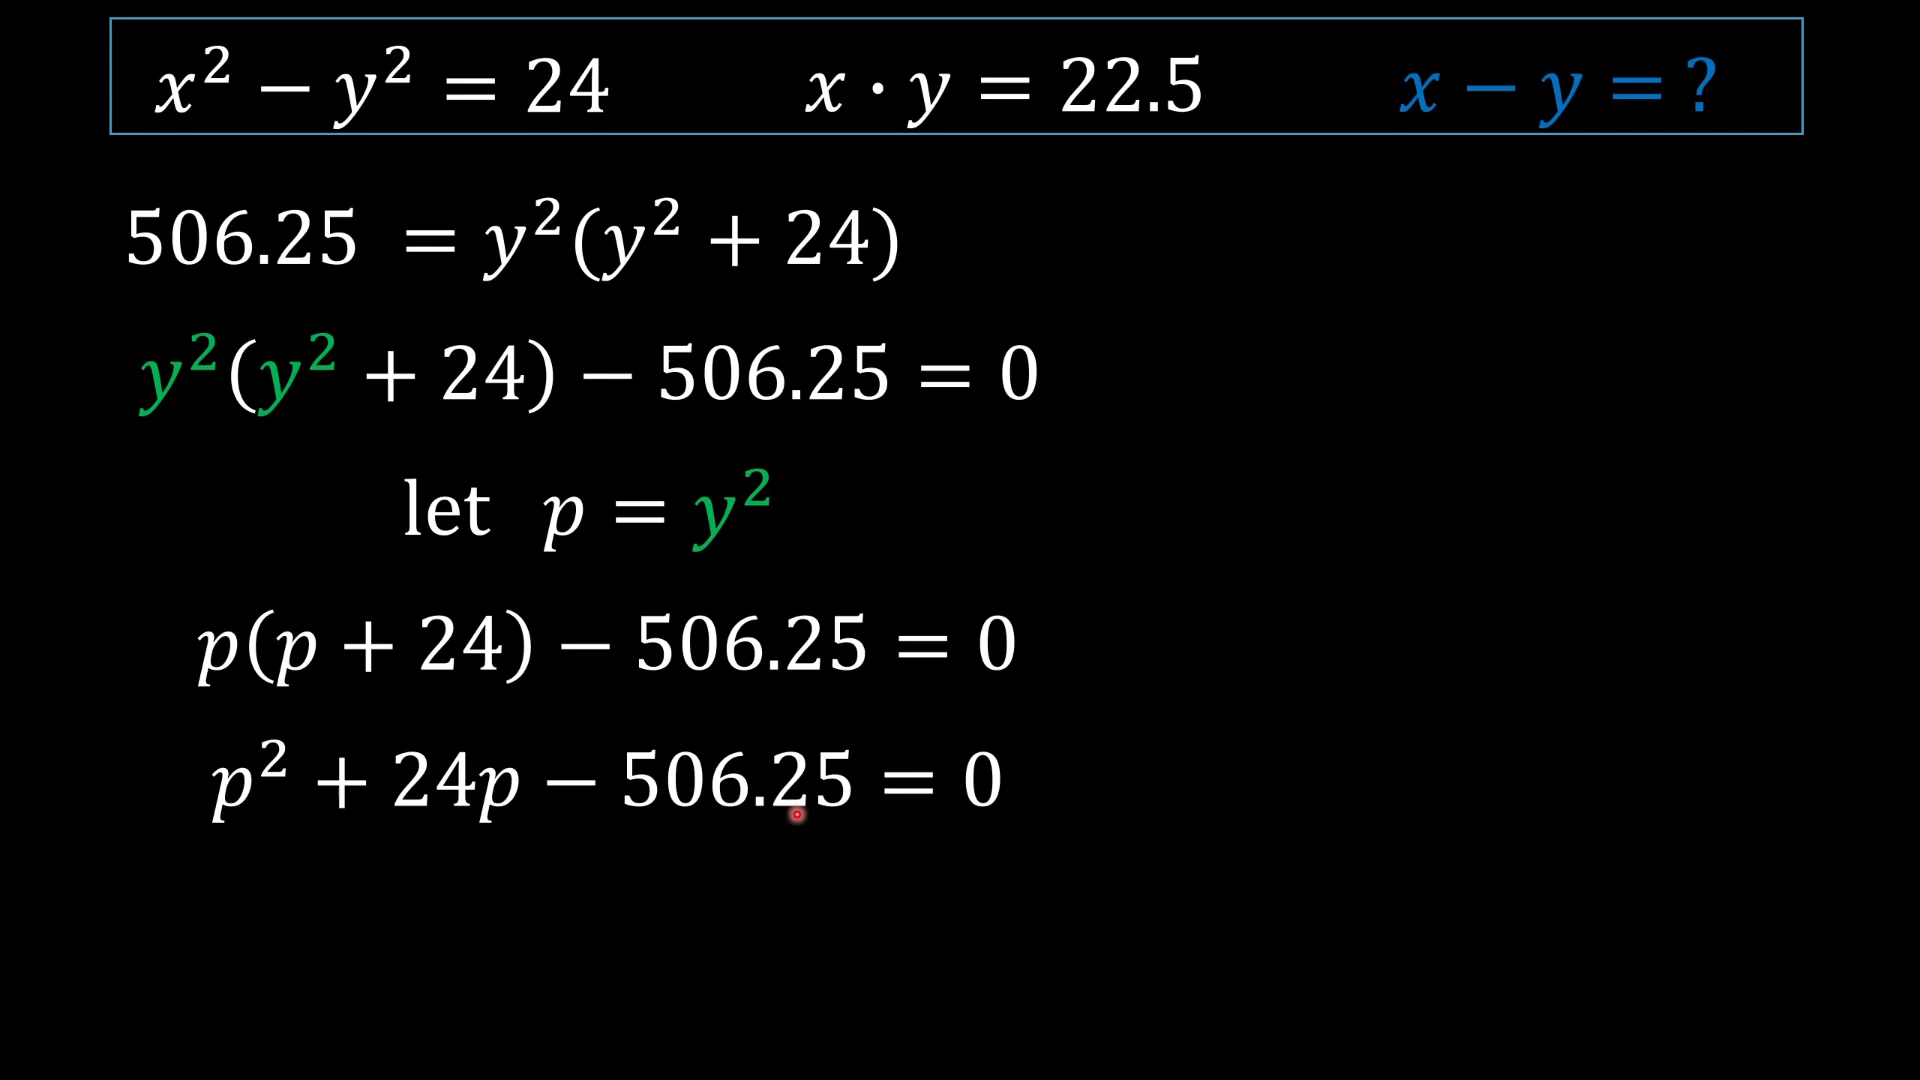 x² − y² = 24 x · y = 22.5 x − y = ?
506.25 = y²(y² + 24)
y²(y² + 24) − 506.25 = 0
let p = y²
p(p + 24) − 506.25 = 0
p² + 24p − 506.25 = 0